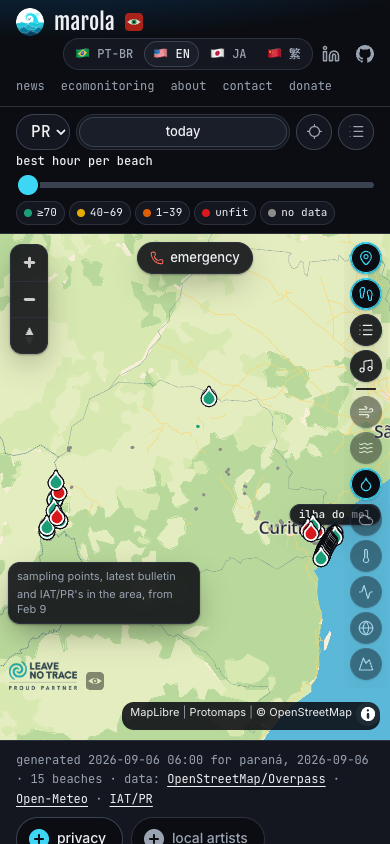 marola
PT-BR EN JA 繁
news ecomonitoring about contact donate
PR today
best hour per beach
≥70 40–69 1–39 unfit no data
emergency
ilha do mel
Curit
sampling points, latest bulletin
and IAT/PR's in the area, from
Feb 9
LEAVE
NO TRACE
PROUD PARTNER
MapLibre | Protomaps | © OpenStreetMap
generated 2026-09-06 06:00 for paraná, 2026-09-06
· 15 beaches · data: OpenStreetMap/Overpass ·
Open-Meteo · IAT/PR
privacy local artists